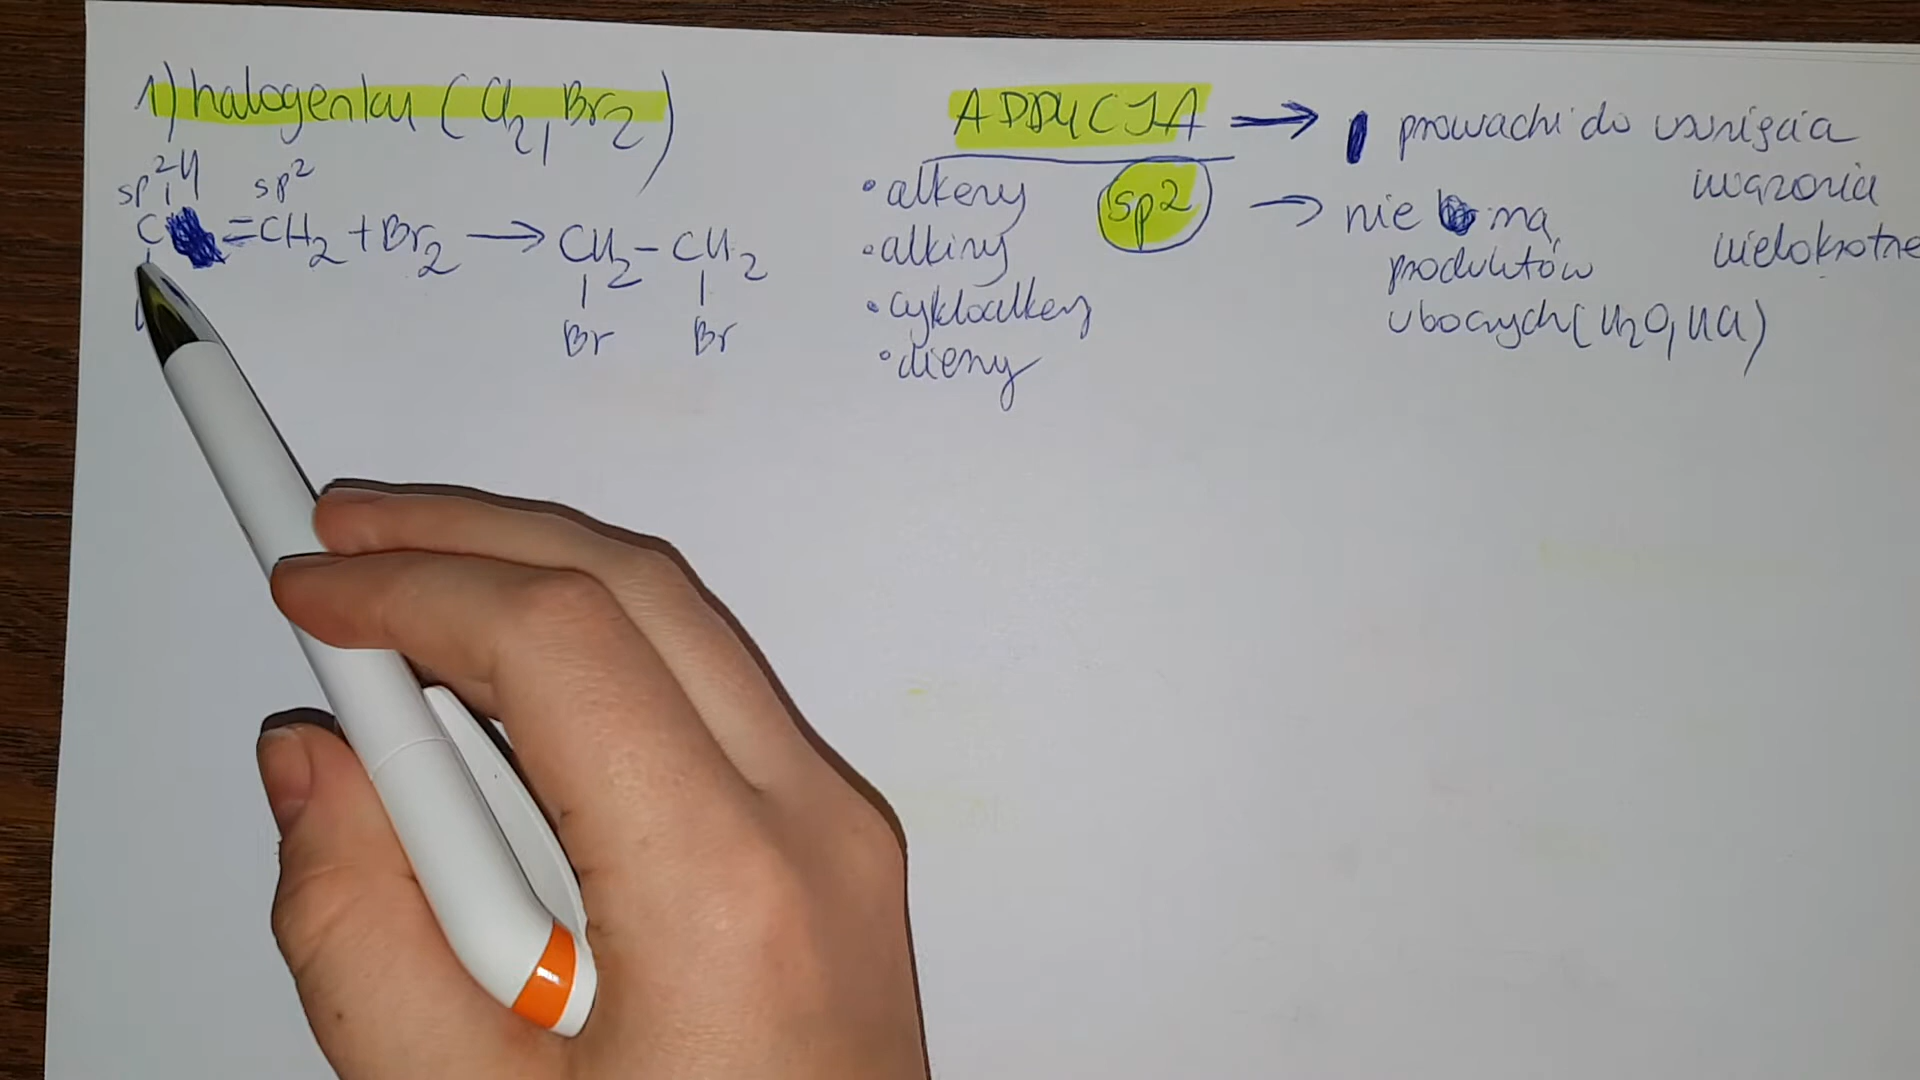 1) halogenku (Cl2, Br2)
sp2 H sp2
C =CH2 + Br2 → CH2 - CH2
Br Br
ADDYCJA → prowadzi do usunięcia
wiązania
wielokrotne
• alkeny
sp2
→ nie ma
produktów
ubocznych (H2O, HCl)
• alkiny
• cykloalkeny
• dieny